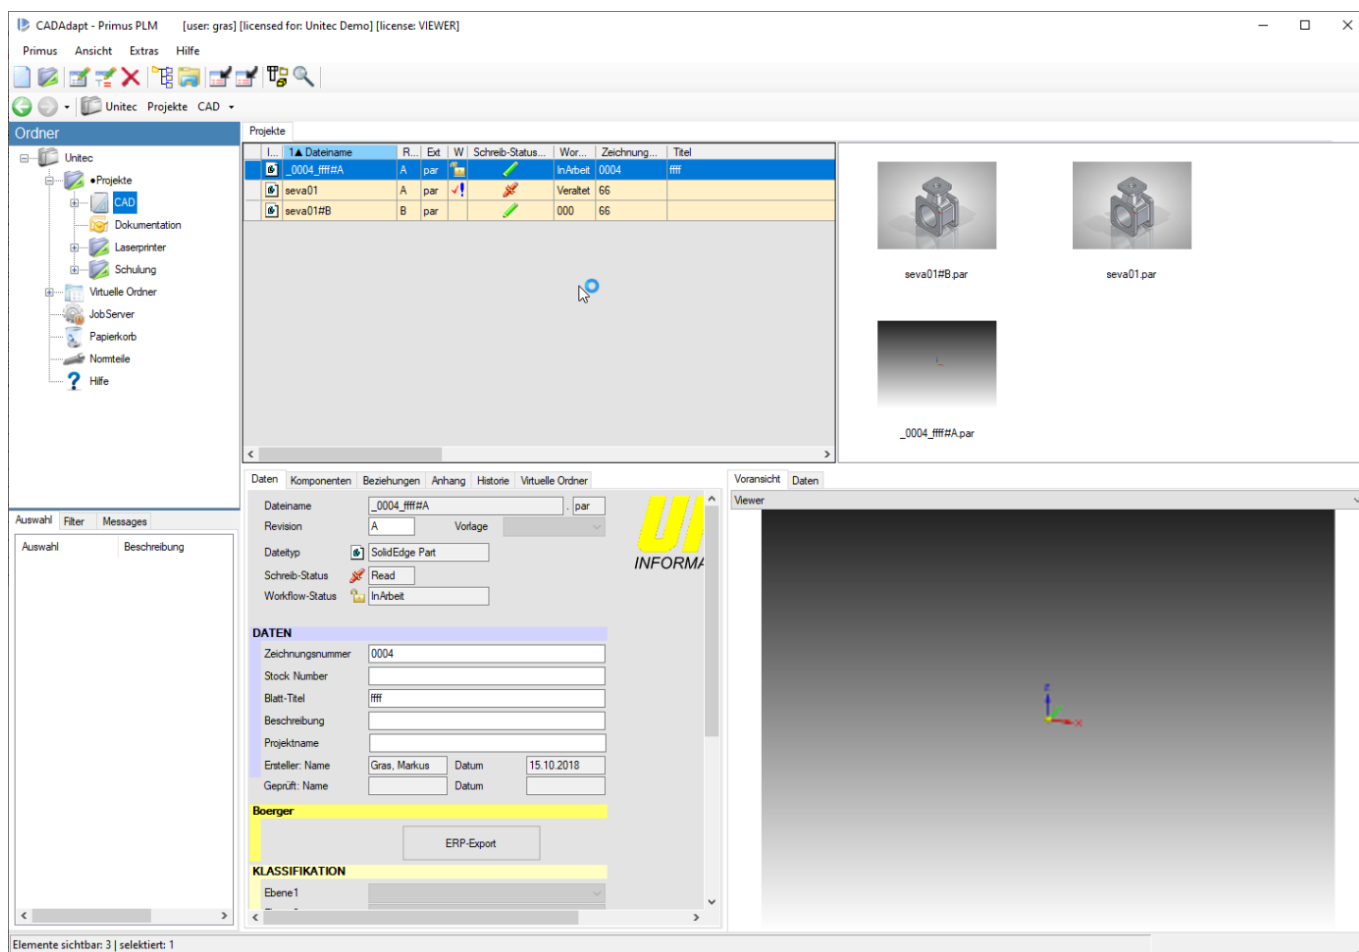 CADAdapt - Primus PLM [user: gras] [licensed for: Unitec Demo] [license: VIEWER]
Primus Ansicht Extras Hilfe
Unitec Projekte CAD
Ordner
Unitec
•Projekte
CAD
Dokumentation
Laserprinter
Schulung
Virtuelle Ordner
JobServer
Papierkorb
Normteile
Hilfe
Projekte
I... 1▲ Dateiname R... Ext W Schreib-Status... Wor... Zeichnung... Titel
_0004_ffff#A A par InArbeit 0004 ffff
seva01 A par Veraltet 66
seva01#B B par 000 66
seva01#B.par seva01.par
_0004_ffff#A.par
Auswahl Filter Messages
Auswahl Beschreibung
Daten Komponenten Beziehungen Anhang Historie Virtuelle Ordner
Dateiname _0004_ffff#A . par
Revision A Vorlage
Dateityp SolidEdge Part
Schreib-Status Read
Workflow-Status InArbeit
DATEN
Zeichnungsnummer 0004
Stock Number
Blatt-Titel ffff
Beschreibung
Projektname
Ersteller: Name Gras, Markus Datum 15.10.2018
Geprüft: Name Datum
Boerger
ERP-Export
KLASSIFIKATION
Ebene1
Voransicht Daten
Viewer
z
x
Elemente sichtbar: 3 | selektiert: 1